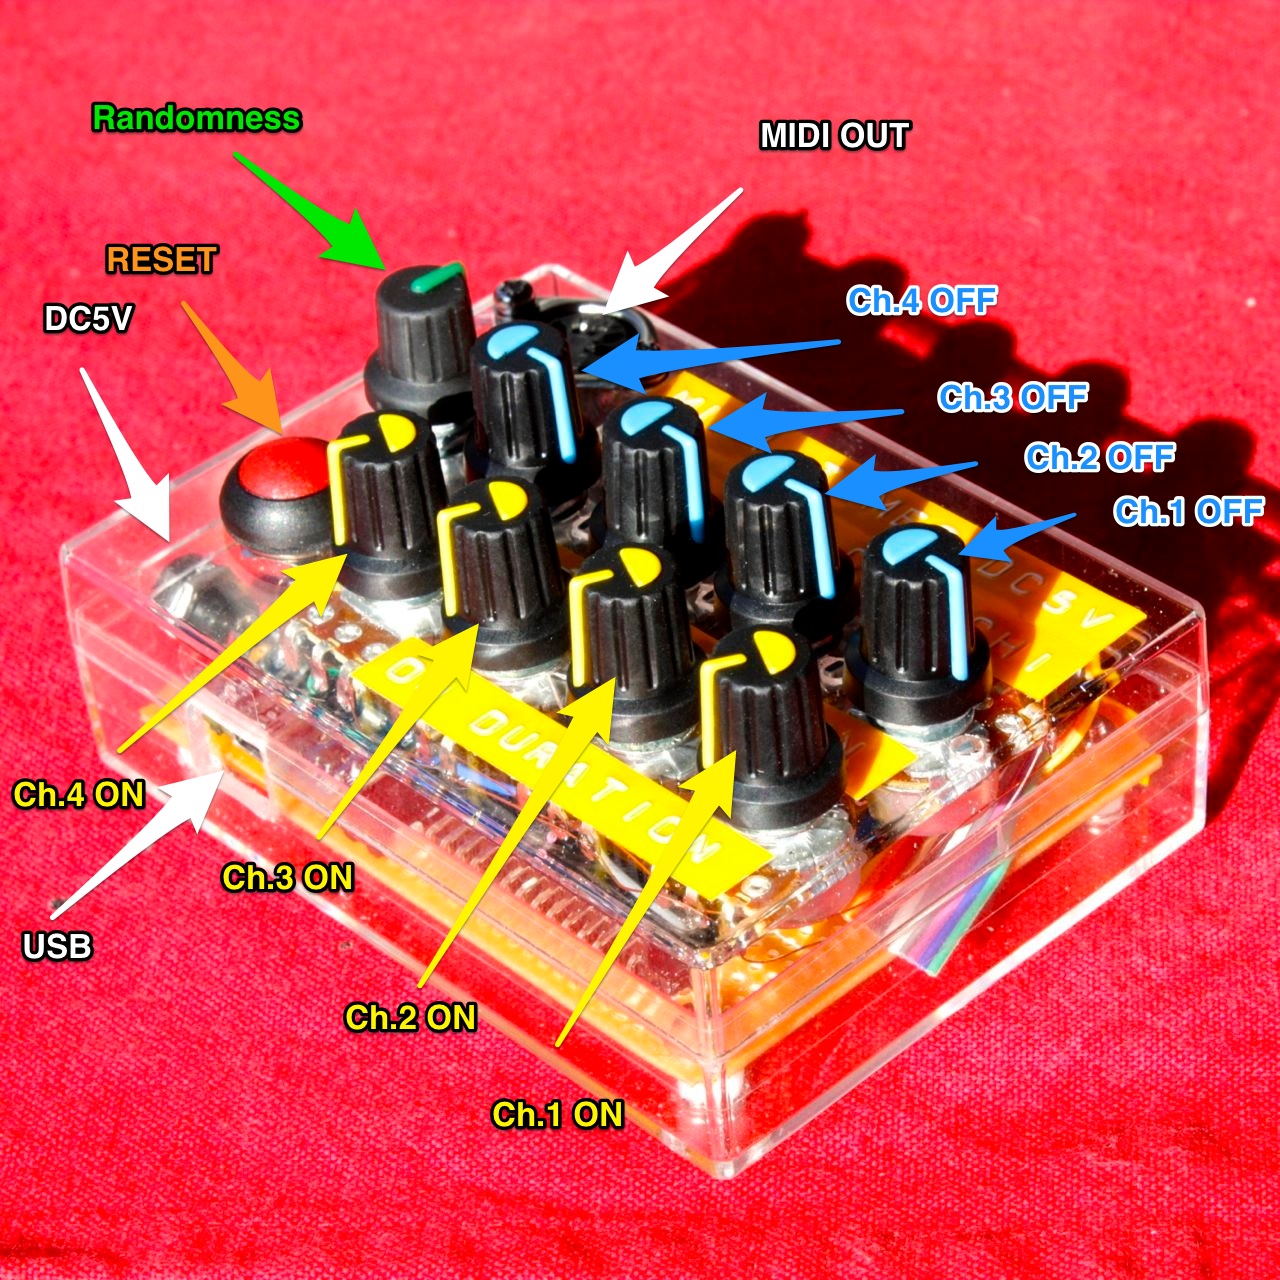 Randomness
MIDI OUT
RESET
DC5V
Ch.4 OFF
Ch.3 OFF
Ch.2 OFF
Ch.1 OFF
DC5V
DURATION
Ch.4 ON
Ch.3 ON
USB
Ch.2 ON
Ch.1 ON